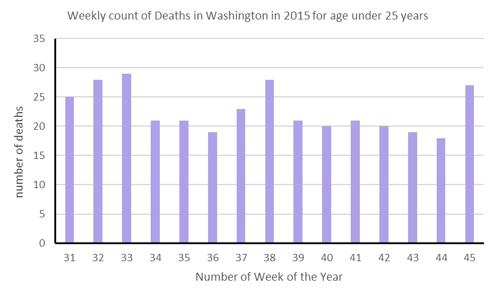 Weekly count of Deaths in Washington in 2015 for age under 25 years
number of deaths
35
30
25
20
15
10
5
0
31 32 33 34 35 36 37 38 39 40 41 42 43 44 45
Number of Week of the Year